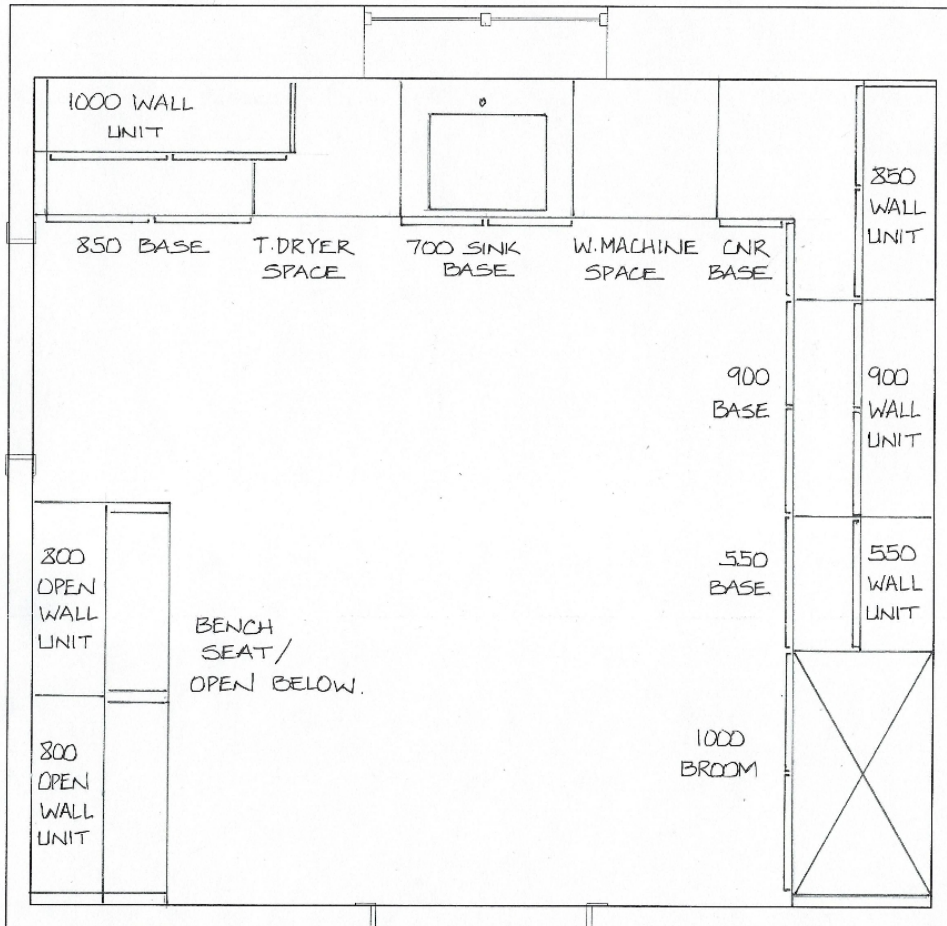 1000 WALL
UNIT
850 BASE
T.DRYER
SPACE
700 SINK
BASE
W.MACHINE
SPACE
CNR
BASE
850
WALL
UNIT
900
BASE
900
WALL
UNIT
550
BASE
550
WALL
UNIT
800
OPEN
WALL
UNIT
BENCH
SEAT/
OPEN BELOW.
800
OPEN
WALL
UNIT
1000
BROOM